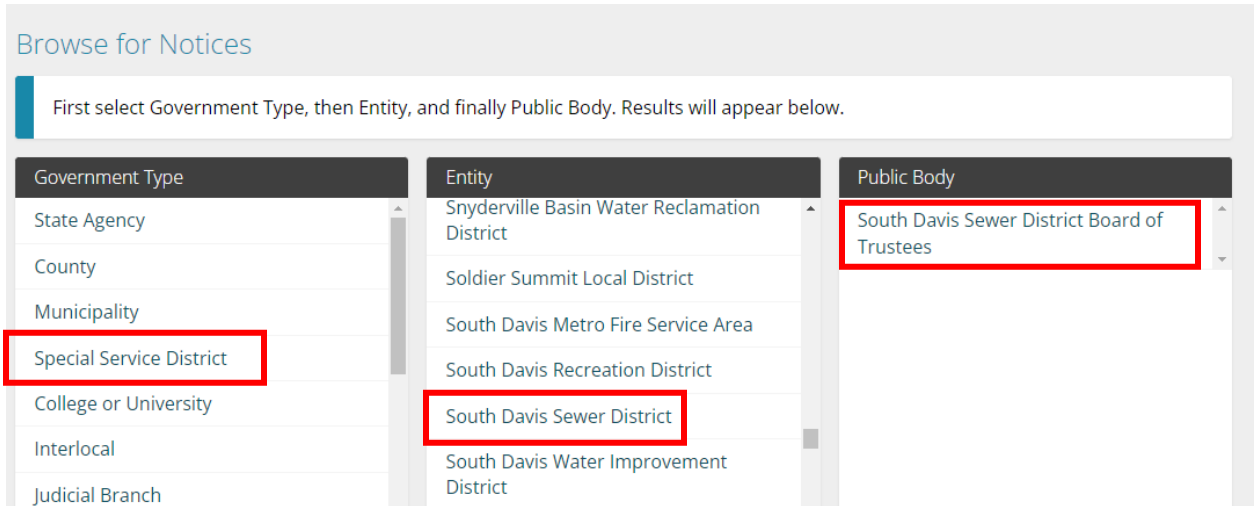 Browse for Notices
First select Government Type, then Entity, and finally Public Body. Results will appear below.
Government Type
State Agency
County
Municipality
Special Service District
College or University
Interlocal
Judicial Branch
Entity
Snyderville Basin Water Reclamation
District
Soldier Summit Local District
South Davis Metro Fire Service Area
South Davis Recreation District
South Davis Sewer District
South Davis Water Improvement
District
Public Body
South Davis Sewer District Board of
Trustees